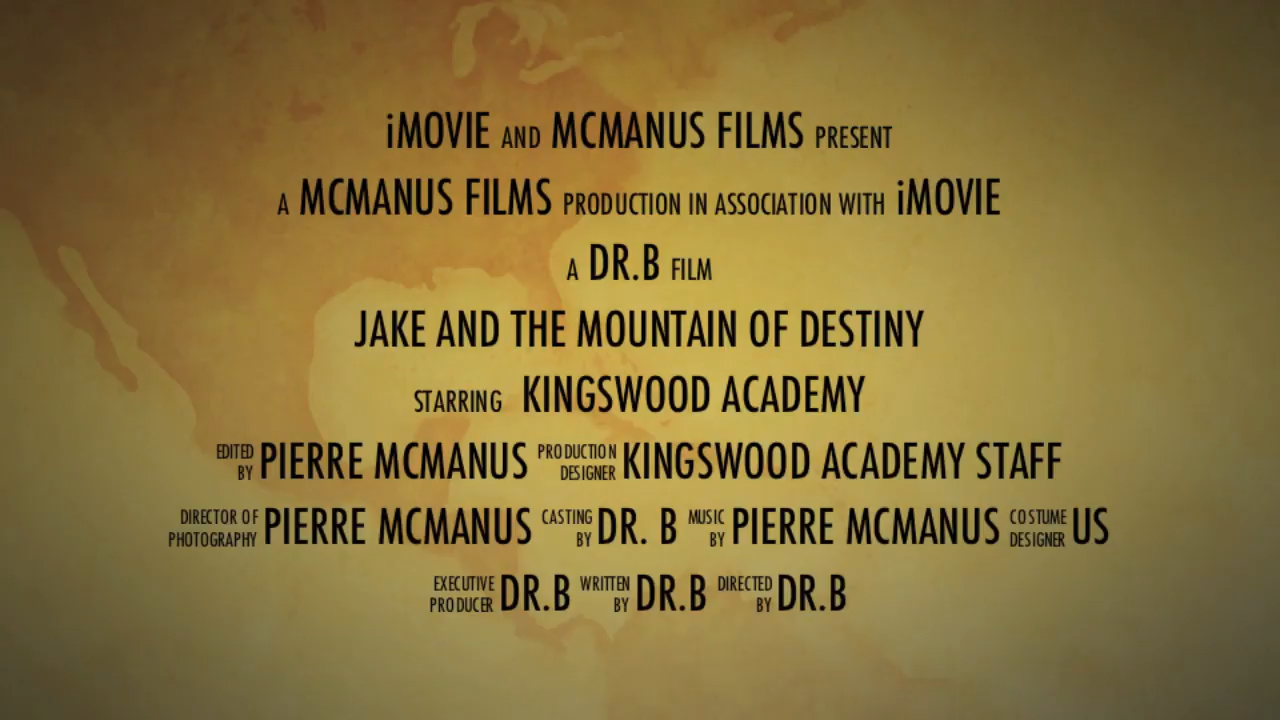 iMOVIE AND MCMANUS FILMS PRESENT
A MCMANUS FILMS PRODUCTION IN ASSOCIATION WITH iMOVIE
A DR.B FILM
JAKE AND THE MOUNTAIN OF DESTINY
STARRING KINGSWOOD ACADEMY
EDITED BY PIERRE MCMANUS PRODUCTION DESIGNER KINGSWOOD ACADEMY STAFF
DIRECTOR OF PHOTOGRAPHY PIERRE MCMANUS CASTING BY DR. B MUSIC BY PIERRE MCMANUS COSTUME DESIGNER US
EXECUTIVE PRODUCER DR.B WRITTEN BY DR.B DIRECTED BY DR.B